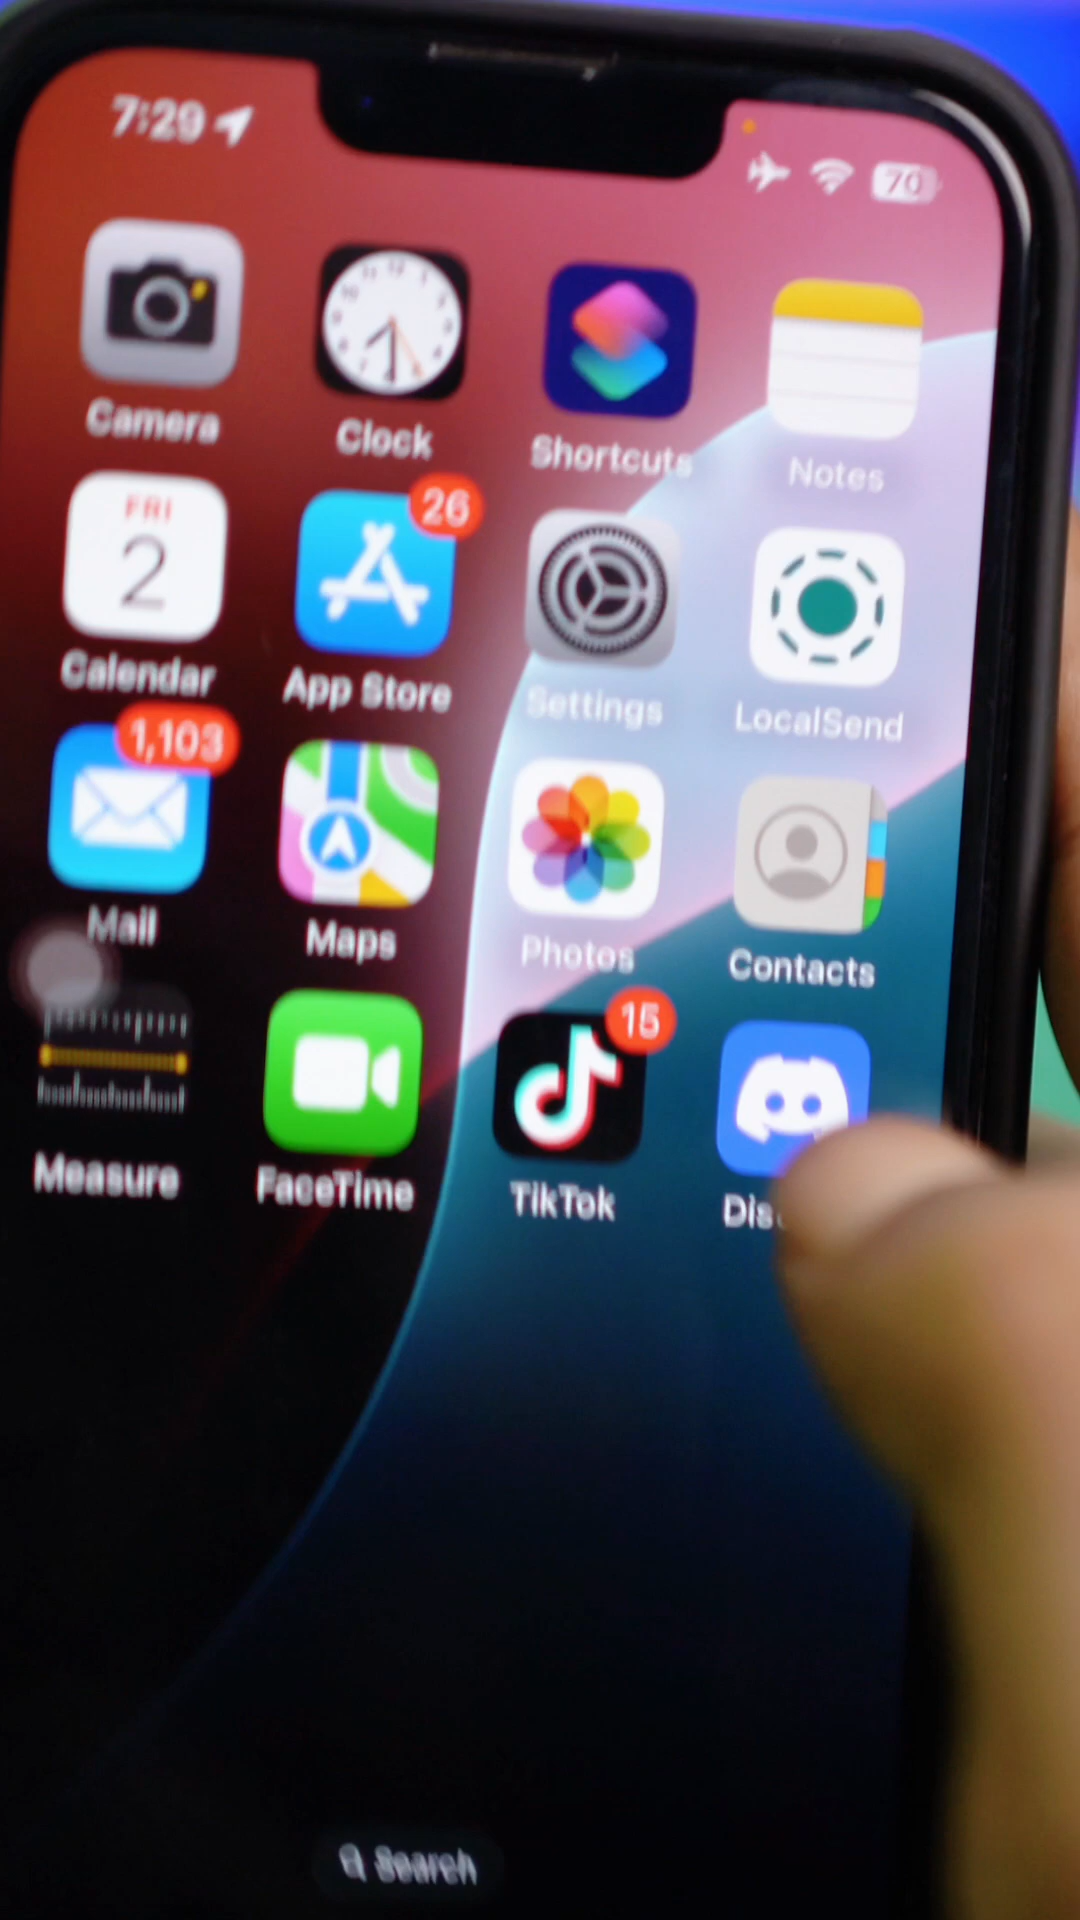 7:29
70
Camera
Clock
Shortcuts
Notes
FRI
2
26
Calendar
App Store
Settings
LocalSend
1,103
Mail
Maps
Photos
Contacts
15
Measure
FaceTime
TikTok
Dis
Search